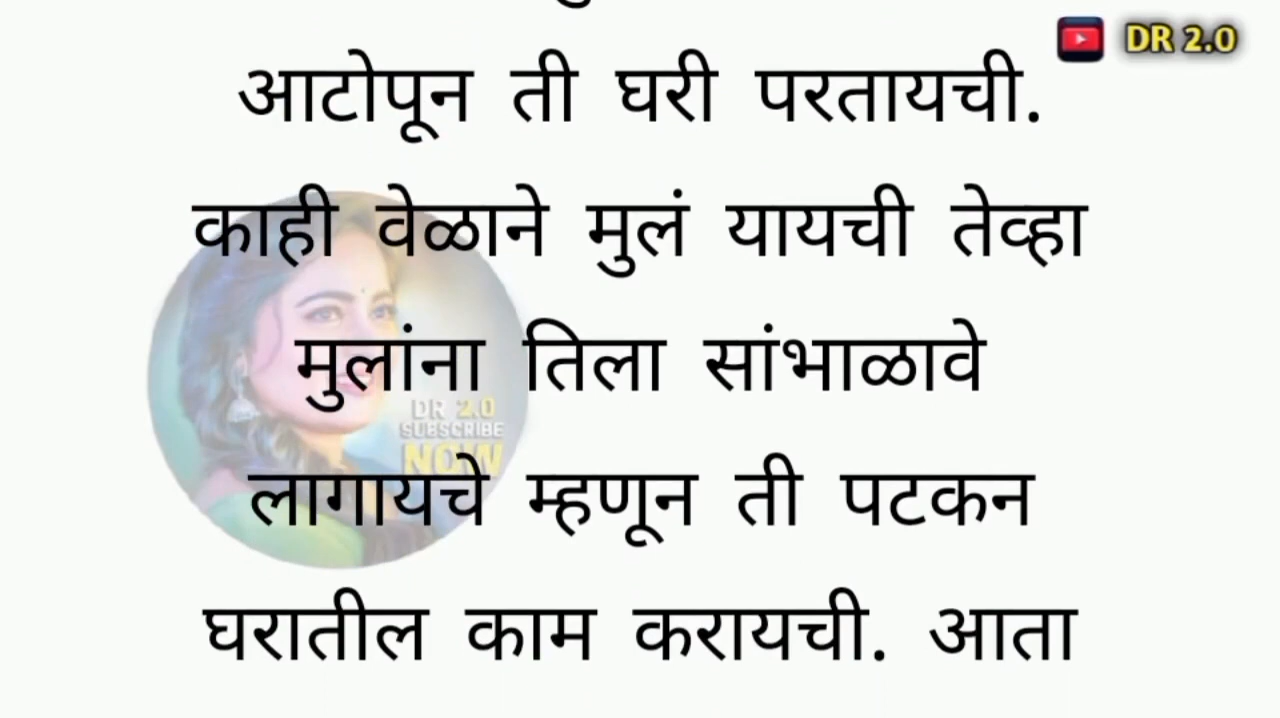 DR 2.0
आटोपून ती घरी परतायची.
काही वेळाने मुलं यायची तेव्हा
मुलांना तिला सांभाळावे
DR 2.0
SUBSCRIBE
NOW
लागायचे म्हणून ती पटकन
घरातील काम करायची. आता